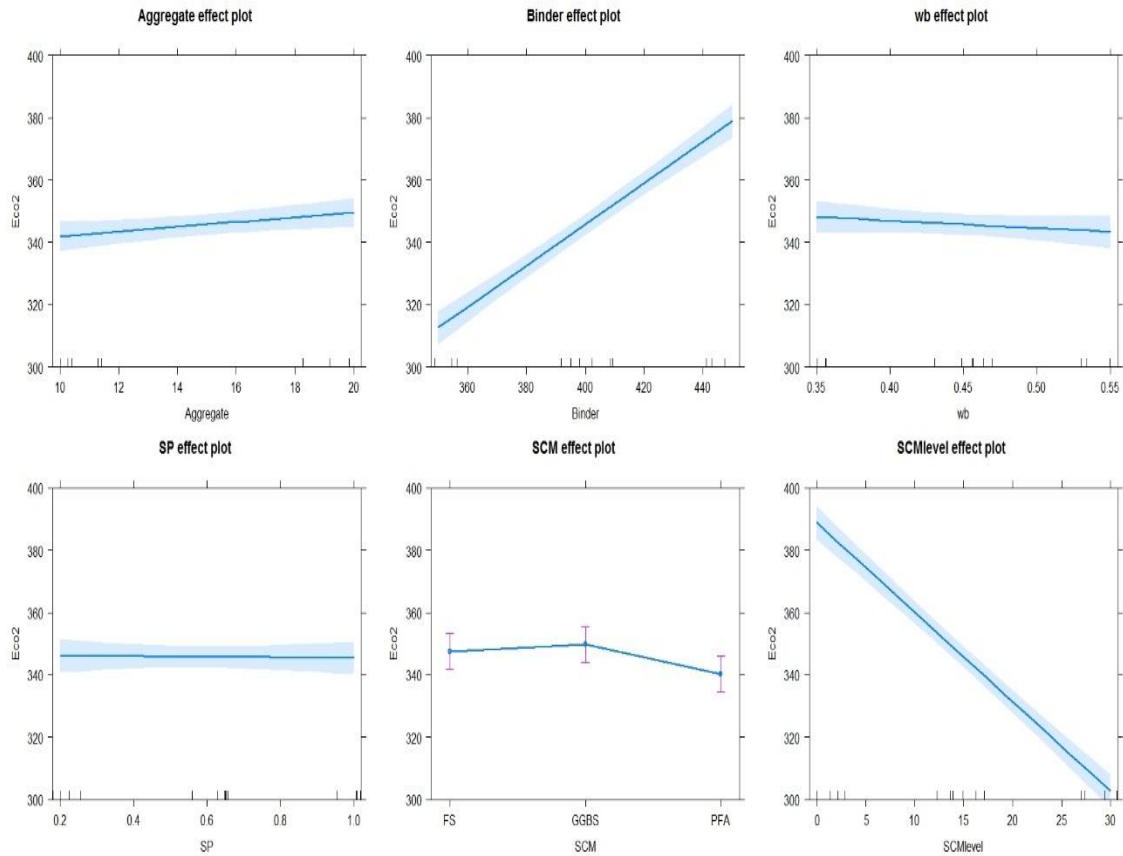 Aggregate effect plot
Binder effect plot
wb effect plot
400
380
360
340
320
300
Eco2
10 12 14 16 18 20
Aggregate
400
380
360
340
320
300
Eco2
360 380 400 420 440
Binder
400
380
360
340
320
300
Eco2
0.35 0.40 0.45 0.50 0.55
wb
SP effect plot
SCM effect plot
SCMlevel effect plot
400
380
360
340
320
300
Eco2
0.2 0.4 0.6 0.8 1.0
SP
400
380
360
340
320
300
Eco2
FS GGBS PFA
SCM
400
380
360
340
320
300
Eco2
0 5 10 15 20 25 30
SCMlevel